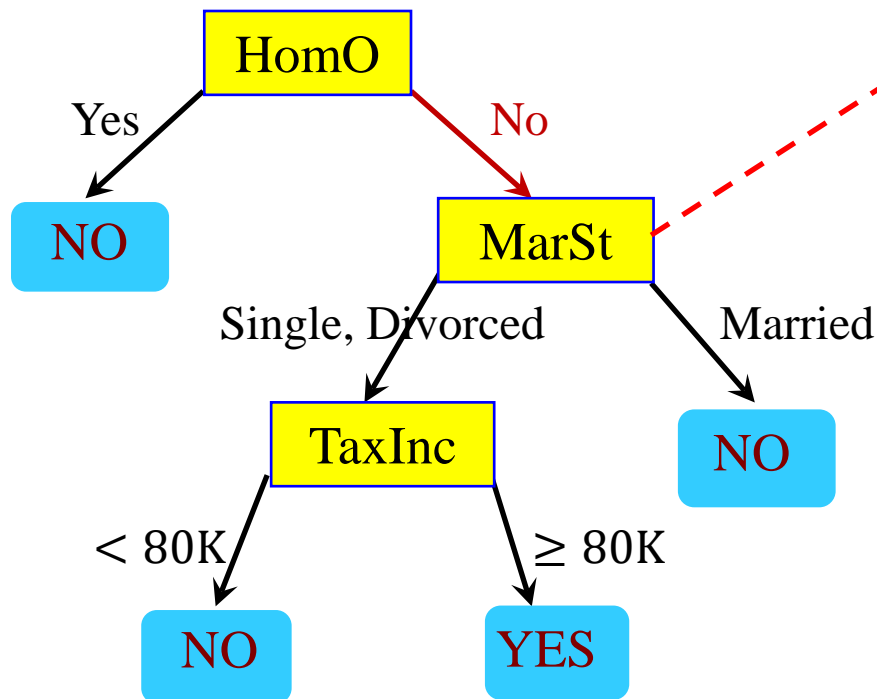 HomO
Yes
No
NO
MarSt
Single, Divorced
Married
TaxInc
NO
< 80K
≥ 80K
NO
YES